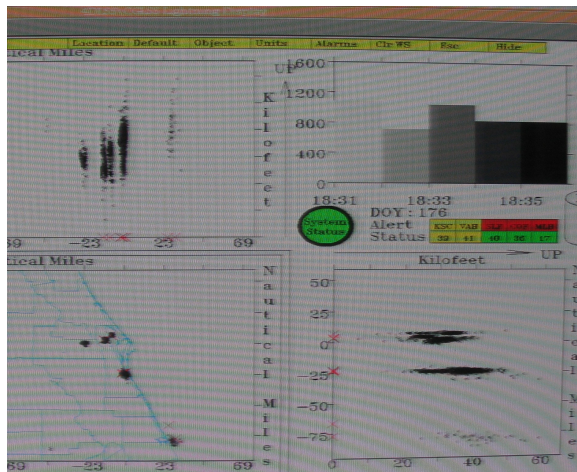 Location Default Object Units Alarms Clr WS Esc Hide
tical Miles
UP
Kilofeet
1600
1200
800
400
0
18:31 18:33 18:35
69 -23 23 69
System
Status
DOY: 176
Alert
Status
KSC VAB
39 41 40 36 17
tical Miles
Nautical Miles
UP
Kilofeet
50
25
0
-25
-50
-75
69 -23 23 69
0 20 40 60